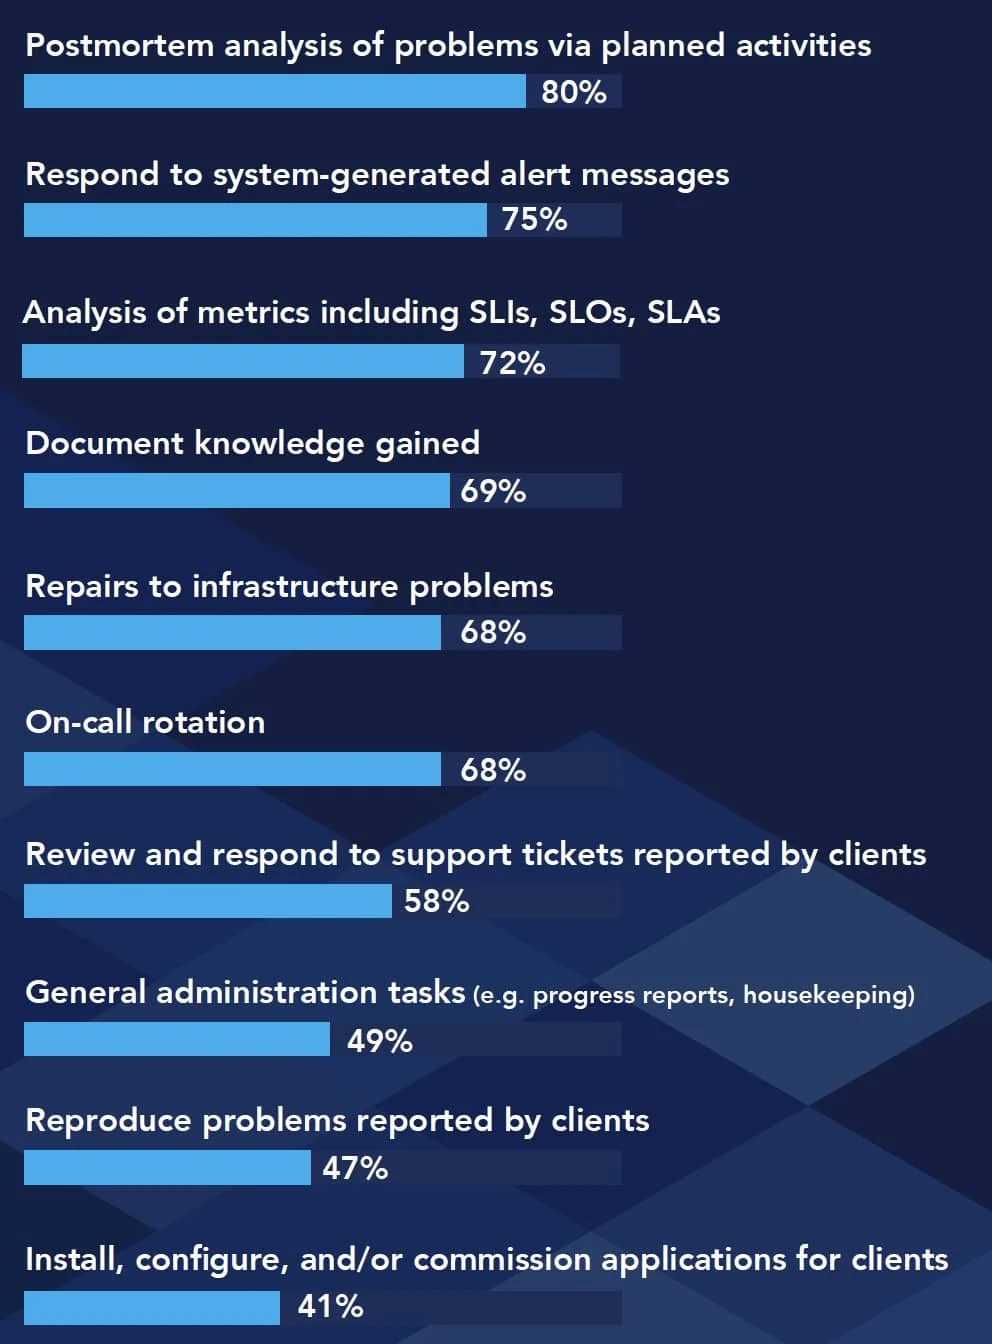 Postmortem analysis of problems via planned activities
80%
Respond to system-generated alert messages
75%
Analysis of metrics including SLIs, SLOs, SLAs
72%
Document knowledge gained
69%
Repairs to infrastructure problems
68%
On-call rotation
68%
Review and respond to support tickets reported by clients
58%
General administration tasks (e.g. progress reports, housekeeping)
49%
Reproduce problems reported by clients
47%
Install, configure, and/or commission applications for clients
41%